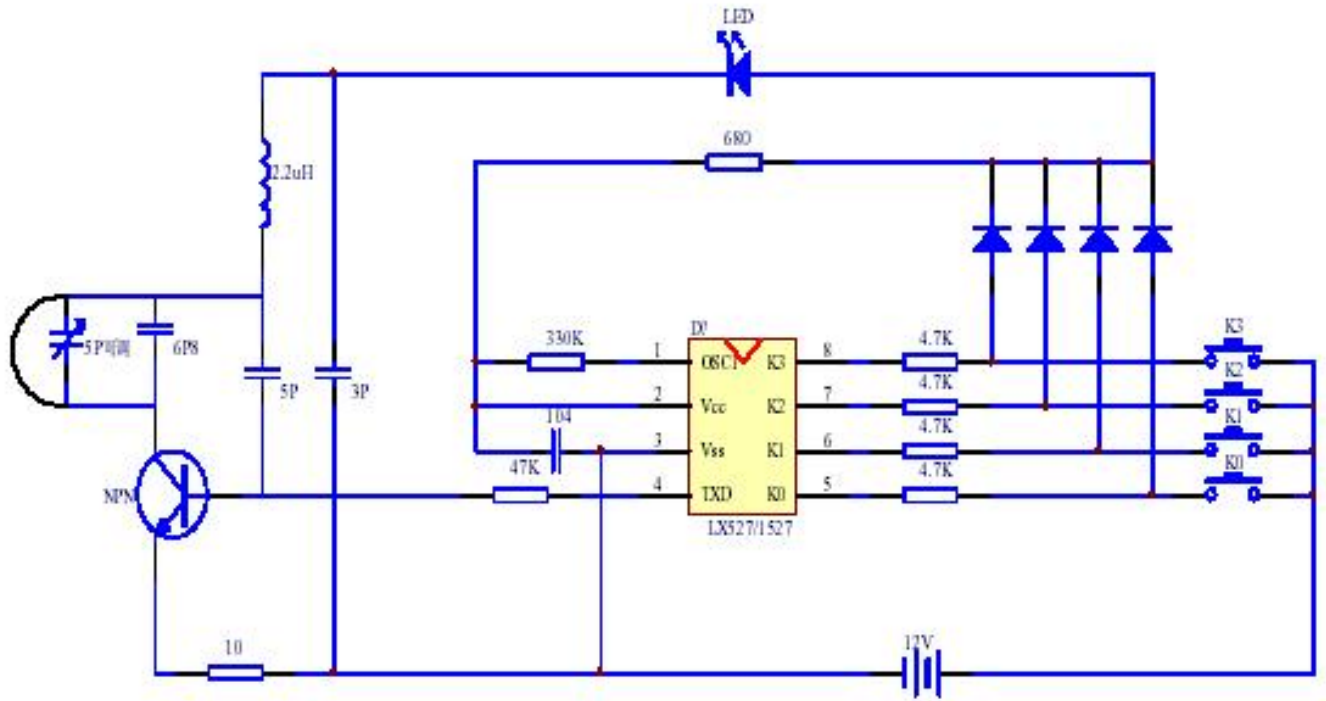 LED
680
2.2uH
5P可调
6P8
5P
3P
330K
1
OSC1
K3
8
4.7K
K3
2
Vcc
K2
7
4.7K
K2
104
3
Vss
K1
6
4.7K
K1
47K
4
TXD
K0
5
4.7K
K0
NPN
LX527/1527
10
12V